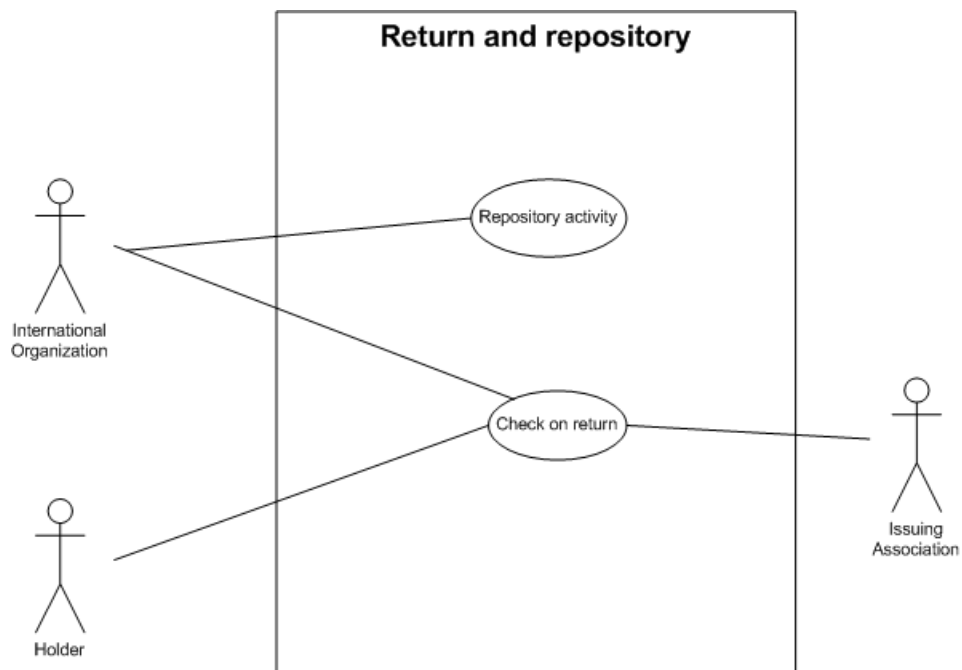 Return and repository
Repository activity
International
Organization
Check on return
Issuing
Association
Holder